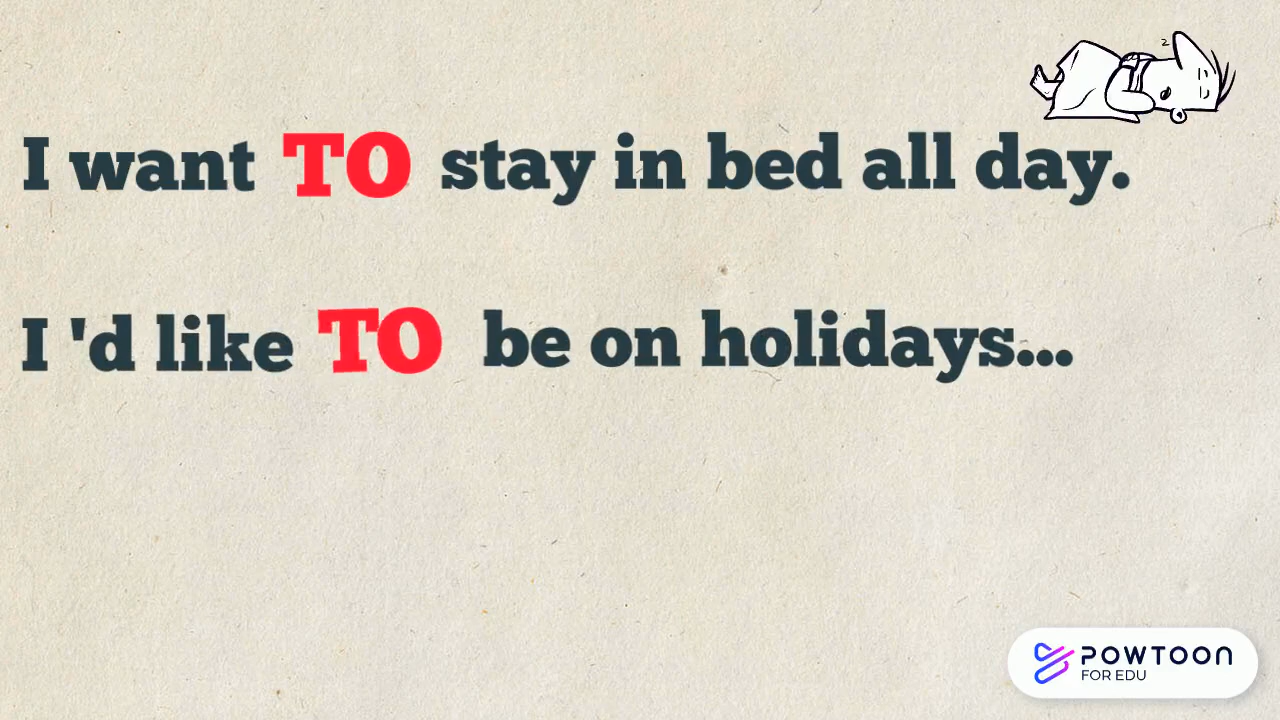 z
I want TO stay in bed all day.
I 'd like TO be on holidays...
POWTOON
FOR EDU